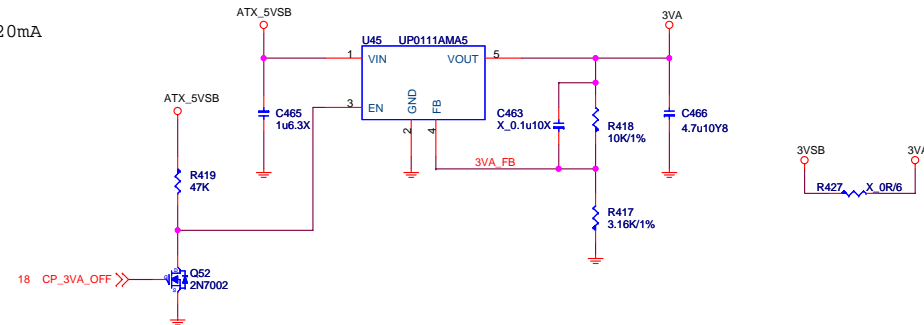 20mA
ATX_5VSB
3VA
U45 UP0111AMA5
1 VIN VOUT 5
3 EN
GND
FB
2
4
C465
1u6.3X
C463
X_0.1u10X
R418
10K/1%
C466
4.7u10Y8
ATX_5VSB
3VA_FB
3VSB
3VA
R427 X_0R/6
R419
47K
R417
3.16K/1%
18 CP_3VA_OFF
G
D
S
Q52
2N7002